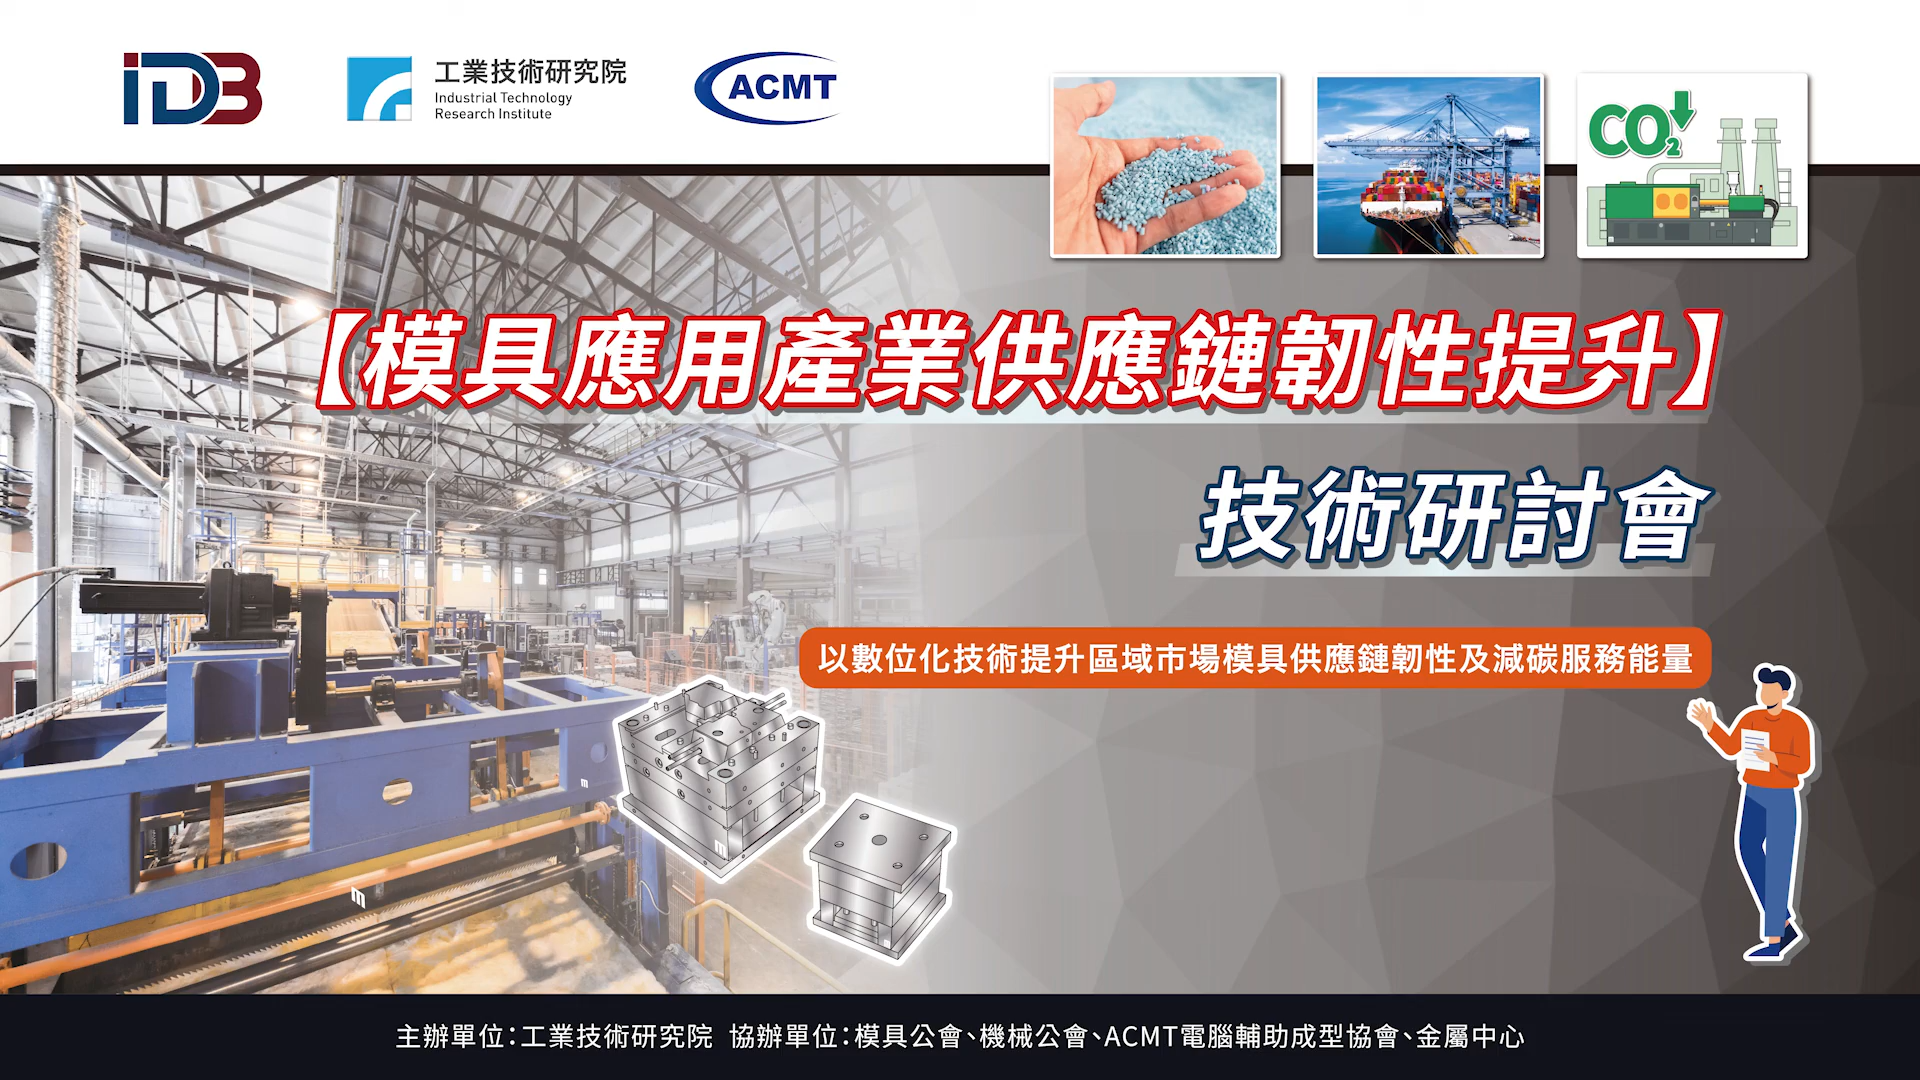 IDB
工業技術研究院
Industrial Technology
Research Institute
ACMT
CO2
【模具應用產業供應鏈韌性提升】
技術研討會
以數位化技術提升區域市場模具供應鏈韌性及減碳服務能量
主辦單位：工業技術研究院 協辦單位：模具公會、機械公會、ACMT電腦輔助成型協會、金屬中心